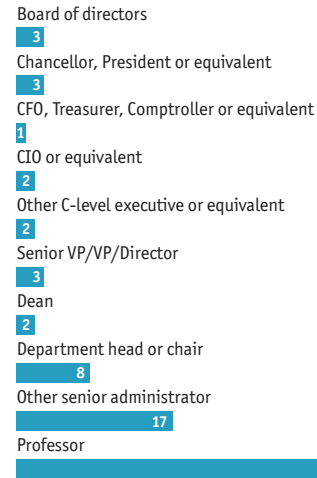 Board of directors
3
Chancellor, President or equivalent
3
CFO, Treasurer, Comptroller or equivalent
1
CIO or equivalent
2
Other C-level executive or equivalent
2
Senior VP/VP/Director
3
Dean
2
Department head or chair
8
Other senior administrator
17
Professor